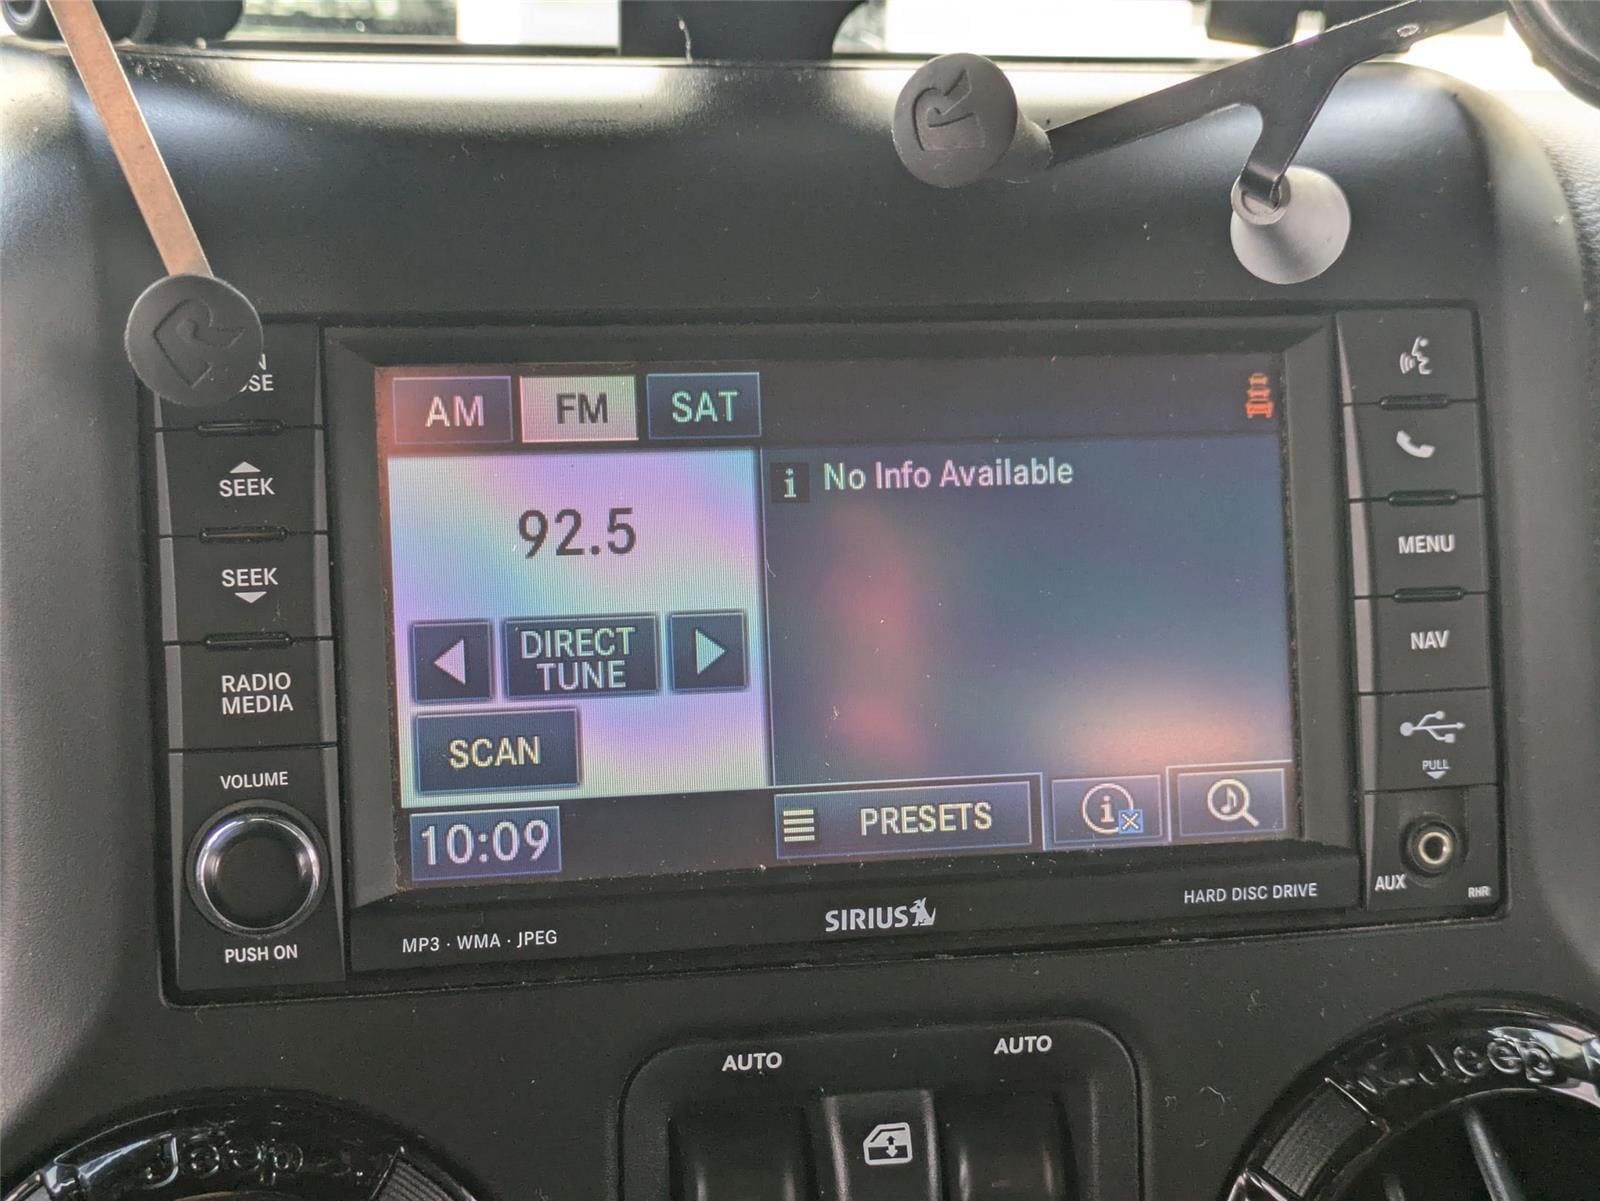 R
R
AM
FM
SAT
SEEK
SEEK
RADIO
MEDIA
VOLUME
PUSH ON
92.5
DIRECT
TUNE
SCAN
10:09
i No Info Available
PRESETS
i
MENU
NAV
PULL
AUX
RHR
MP3 · WMA · JPEG
SIRIUS
HARD DISC DRIVE
AUTO
AUTO
Jeep
Jeep